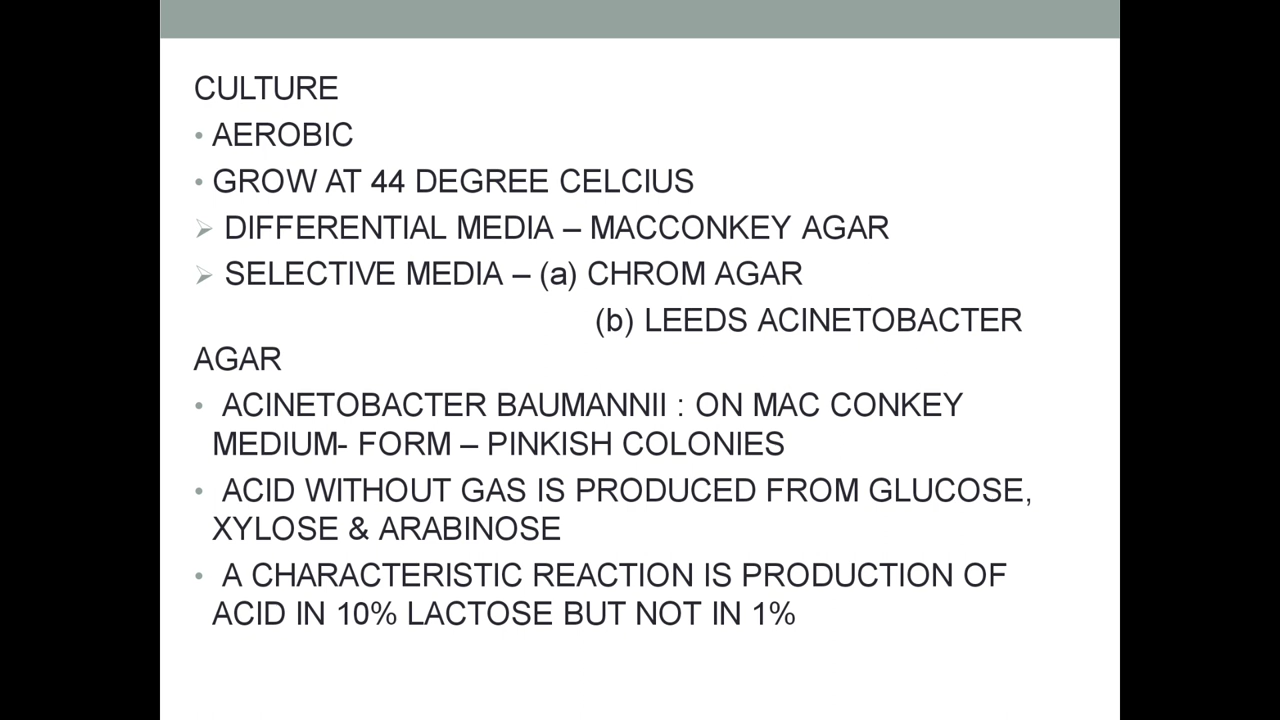 CULTURE
• AEROBIC
• GROW AT 44 DEGREE CELCIUS
➢ DIFFERENTIAL MEDIA – MACCONKEY AGAR
➢ SELECTIVE MEDIA – (a) CHROM AGAR
(b) LEEDS ACINETOBACTER
AGAR
• ACINETOBACTER BAUMANNII : ON MAC CONKEY
MEDIUM- FORM – PINKISH COLONIES
• ACID WITHOUT GAS IS PRODUCED FROM GLUCOSE,
XYLOSE & ARABINOSE
• A CHARACTERISTIC REACTION IS PRODUCTION OF
ACID IN 10% LACTOSE BUT NOT IN 1%